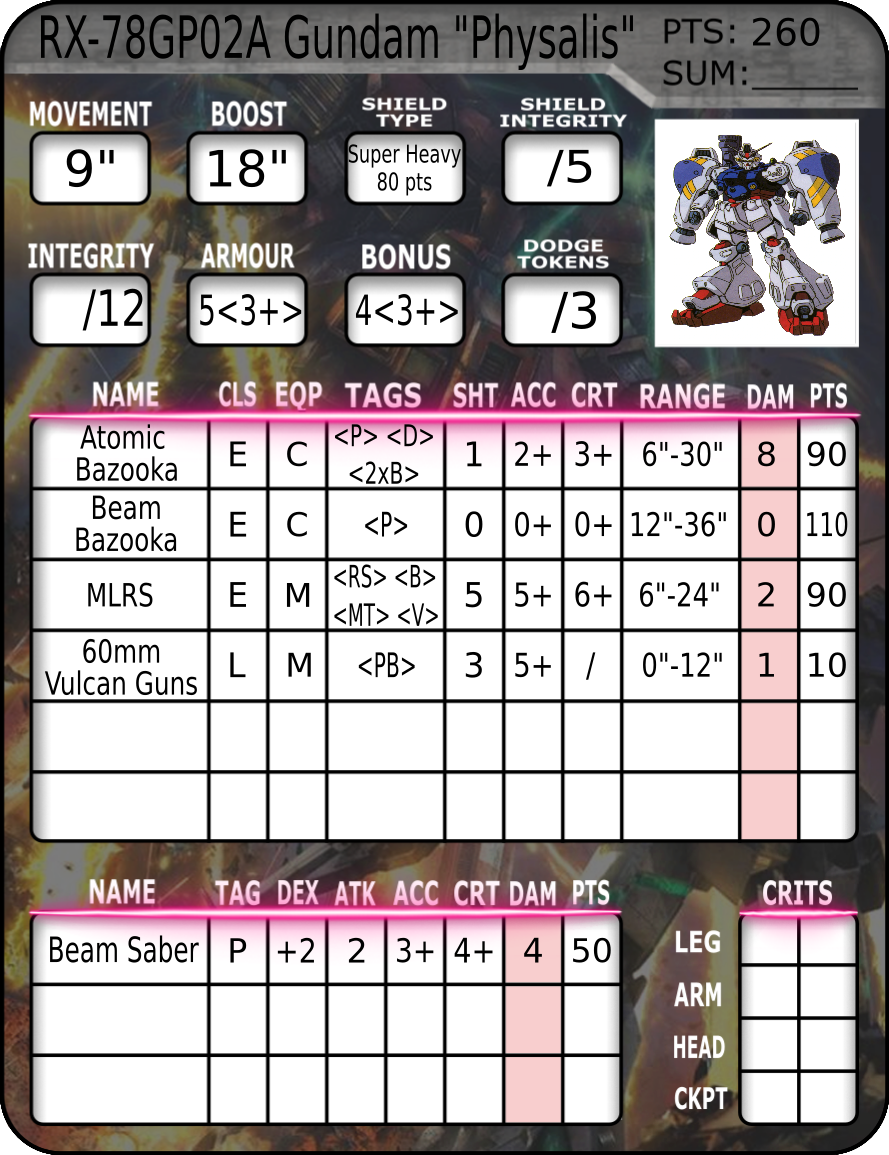 RX-78GP02A Gundam "Physalis" PTS: 260
SUM:______
MOVEMENT BOOST SHIELD TYPE SHIELD INTEGRITY
9" 18" Super Heavy 80 pts /5
INTEGRITY ARMOUR BONUS DODGE TOKENS
/12 5<3+> 4<3+> /3
NAME CLS EQP TAGS SHT ACC CRT RANGE DAM PTS
Atomic Bazooka E C <P> <D> <2xB> 1 2+ 3+ 6"-30" 8 90
Beam Bazooka E C <P> 0 0+ 0+ 12"-36" 0 110
MLRS E M <RS> <B> <MT> <V> 5 5+ 6+ 6"-24" 2 90
60mm Vulcan Guns L M <PB> 3 5+ / 0"-12" 1 10
NAME TAG DEX ATK ACC CRT DAM PTS
Beam Saber P +2 2 3+ 4+ 4 50
CRITS
LEG
ARM
HEAD
CKPT